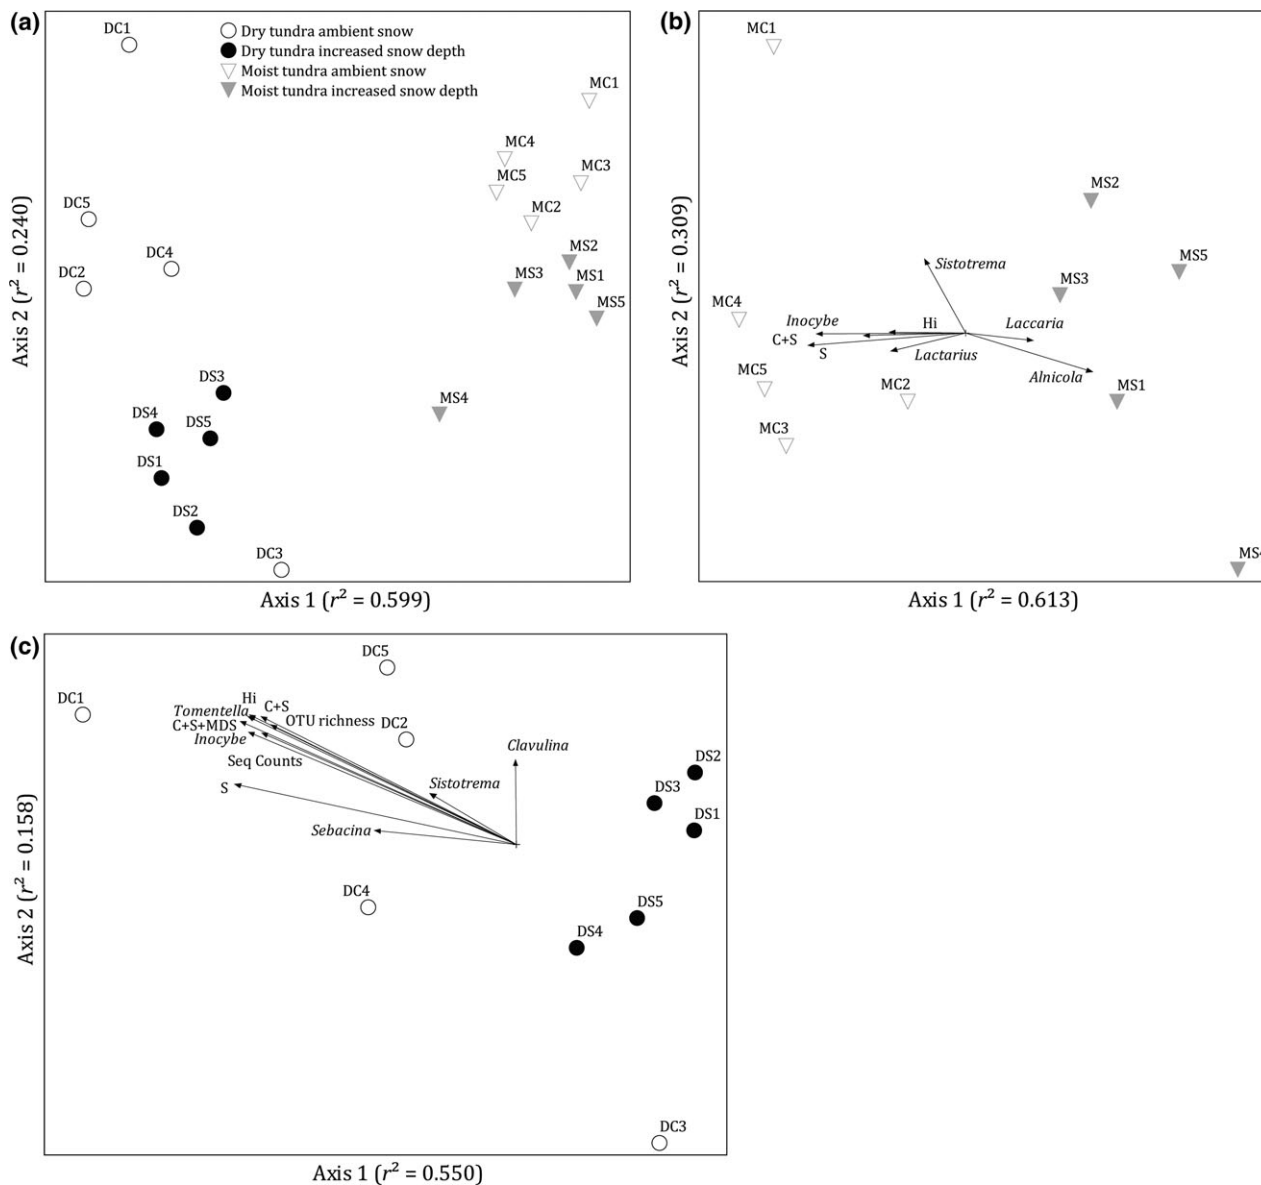 (a)
DC1
Dry tundra ambient snow
Dry tundra increased snow depth
Moist tundra ambient snow
Moist tundra increased snow depth
MC1
MC4
MC3
MC5
MC2
DC5
DC4
DC2
MS2
MS3
MS1
MS5
DS3
DS4
DS5
MS4
DS1
DS2
DC3
Axis 2 (r² = 0.240)
Axis 1 (r² = 0.599)
(b)
MC1
MS2
MS5
MS3
Sistotrema
MC4
Inocybe
Hi
Laccaria
C+S
S
Lactarius
Alnicola
MC5
MC2
MS1
MC3
MS4
Axis 2 (r² = 0.309)
Axis 1 (r² = 0.613)
(c)
DC5
DC1
Hi
C+S
Tomentella
OTU richness
C+S+MDS
DC2
Inocybe
Clavulina
Seq Counts
DS2
Sistotrema
DS3
S
DS1
Sebacina
DC4
DS5
DS4
DC3
Axis 2 (r² = 0.158)
Axis 1 (r² = 0.550)